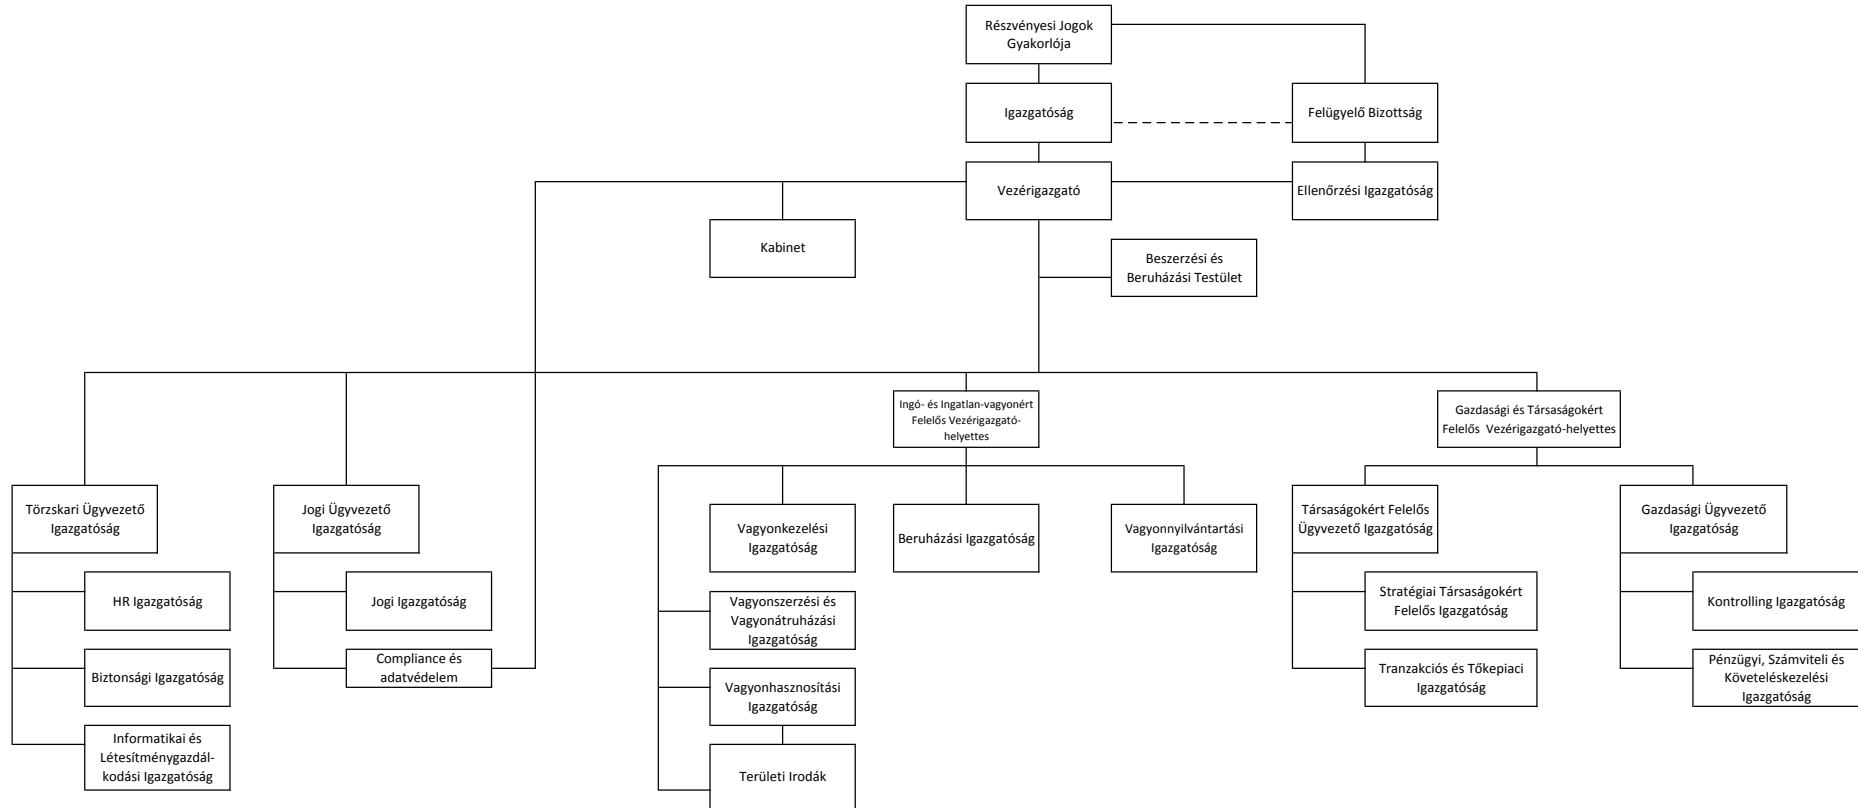 Részvényesi Jogok
Gyakorlója
Igazgatóság
Felügyelő Bizottság
Vezérigazgató
Ellenőrzési Igazgatóság
Kabinet
Beszerzési és
Beruházási Testület
Ingó- és Ingatlan-vagyonért
Felelős Vezérigazgató-
helyettes
Gazdasági és Társaságokért
Felelős Vezérigazgató-helyettes
Törzskari Ügyvezető
Igazgatóság
Jogi Ügyvezető
Igazgatóság
Vagyonkezelési
Igazgatóság
Beruházási Igazgatóság
Vagyonnyilvántartási
Igazgatóság
Társaságokért Felelős
Ügyvezető Igazgatóság
Gazdasági Ügyvezető
Igazgatóság
HR Igazgatóság
Jogi Igazgatóság
Vagyonszerzési és
Vagyonátruházási
Igazgatóság
Stratégiai Társaságokért
Felelős Igazgatóság
Kontrolling Igazgatóság
Biztonsági Igazgatóság
Compliance és
adatvédelem
Vagyonhasznosítási
Igazgatóság
Tranzakciós és Tőkepiaci
Igazgatóság
Pénzügyi, Számviteli és
Követeléskezelési
Igazgatóság
Informatikai és
Létesítménygazdál-
kodási Igazgatóság
Területi Irodák